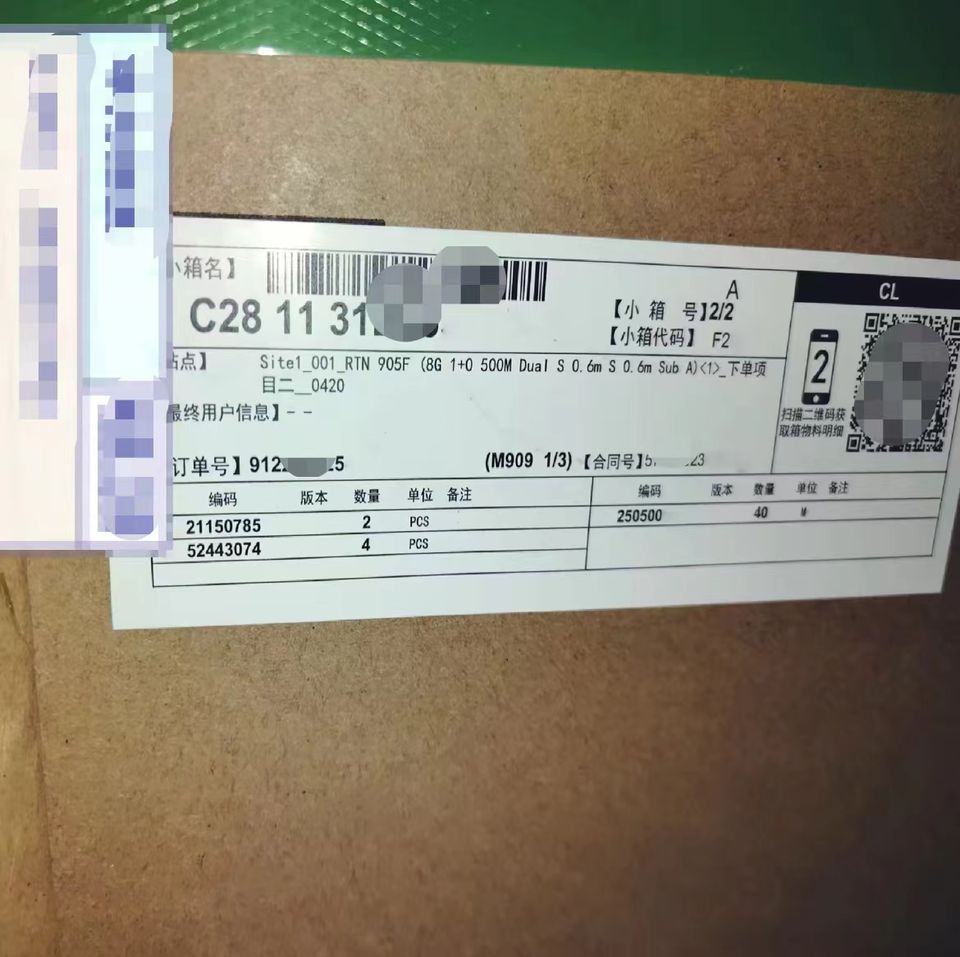 小箱名】
C28 11 31
A
【小 箱 号】2/2
【小箱代码】 F2
CL
2
扫描二维码获
取箱物料明细
站点】 Site1_001_RTN 905F (8G 1+0 500M Dual S 0.6m S 0.6m Sub A)<1>_下单项
目二__0420
最终用户信息】--
订单号】912 5 (M909 1/3) 【合同号】5 23
编码 版本 数量 单位 备注
21150785 2 PCS
52443074 4 PCS
编码 版本 数量 单位 备注
250500 40 M